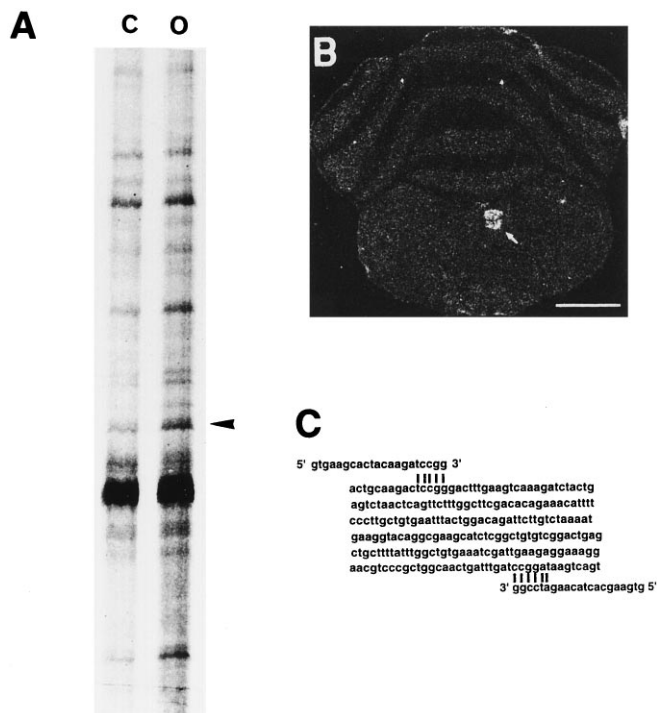 A
C O
B
C
5' gtgaagcactacaagatccgg 3'
actgcaagactccgggactttgaagtcaaagatctactg
agtctaactcagttctttggcttcgacacagaaacatttt
cccttgctgtgaatttactggacagattcttgtctaaaat
gaaggtacaggcgaagcatctcggctgtgtcggactgag
ctgcttttatttggctgtgaaatcgattgaagaggaaagg
aacgtcccgctggcaactgatttgatccggataagtcagt
3' ggcctagaacatcacgaagtg 5'